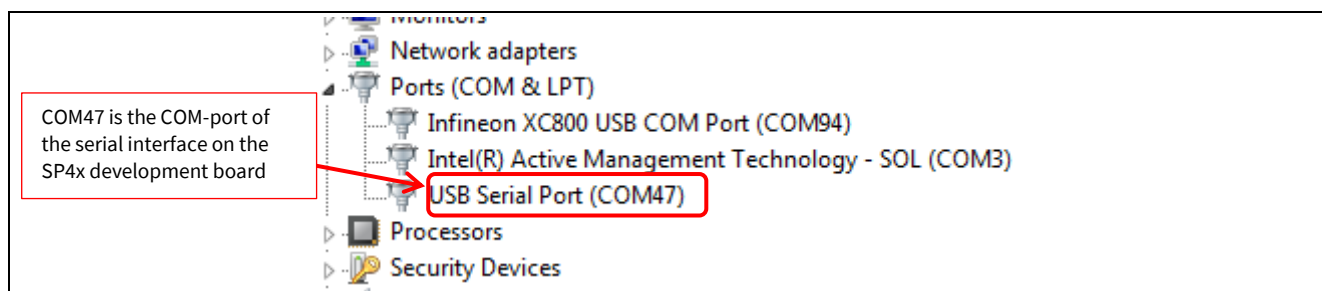 Monitors
Network adapters
Ports (COM & LPT)
COM47 is the COM-port of
the serial interface on the
SP4x development board
Infineon XC800 USB COM Port (COM94)
Intel(R) Active Management Technology - SOL (COM3)
USB Serial Port (COM47)
Processors
Security Devices